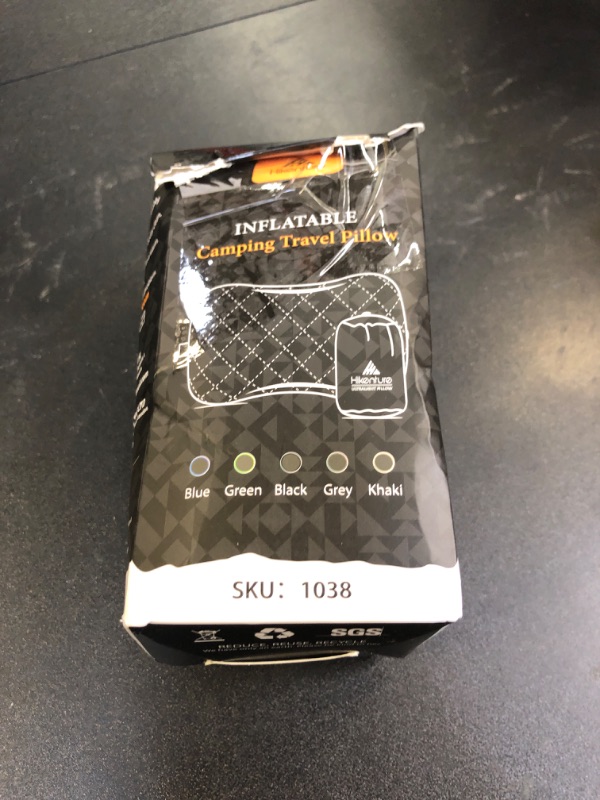 INFLATABLE
Camping Travel Pillow
Hikenture
Blue Green Black Grey Khaki
SKU: 1038
SGS
REDUCE. REUSE. RECYCLE.